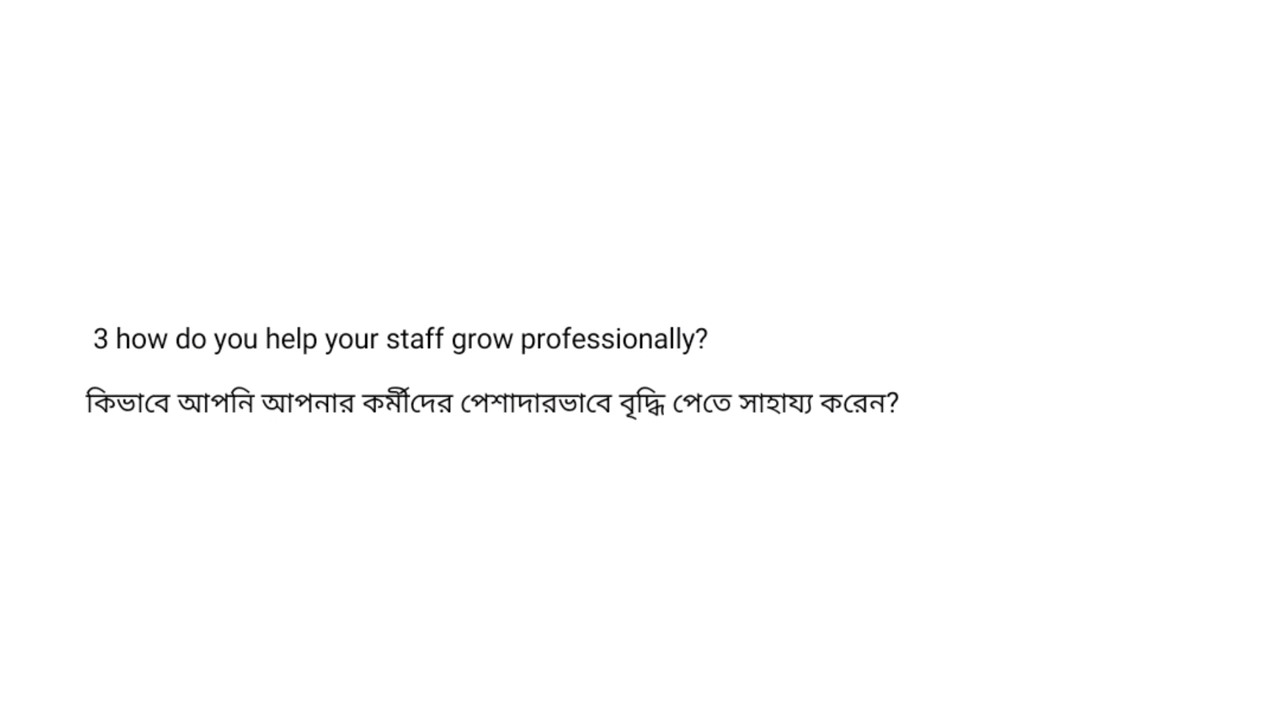 3 how do you help your staff grow professionally?
কিভাবে আপনি আপনার কর্মীদের পেশাদারভাবে বৃদ্ধি পেতে সাহায্য করেন?